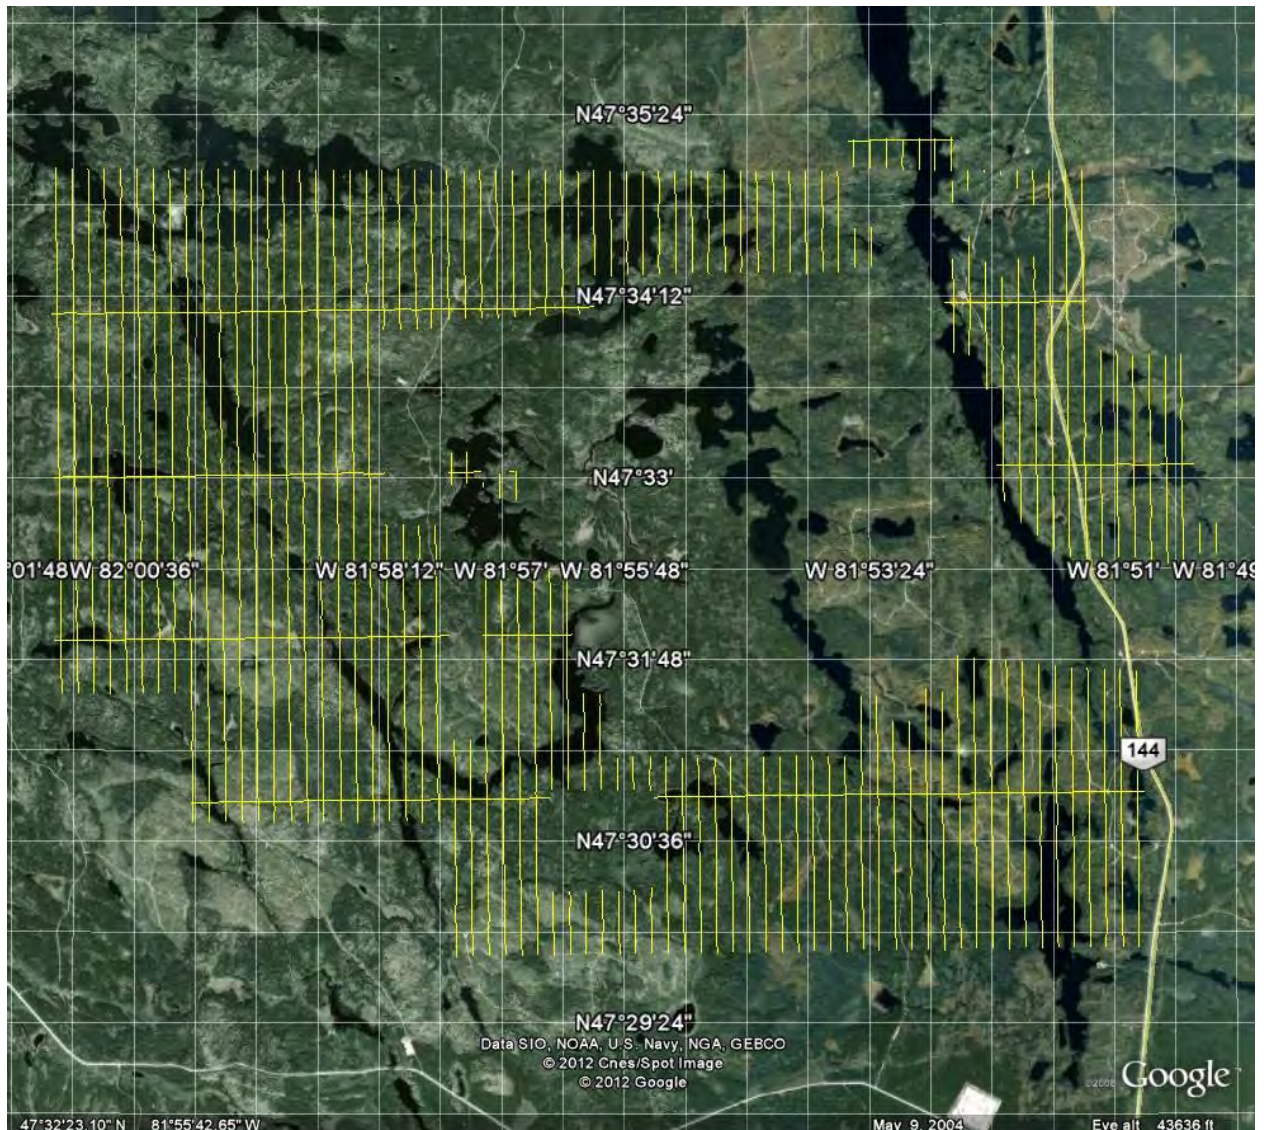 N47°35'24"
N47°34'12"
N47°33'
°01'48 W 82°00'36" W 81°58'12" W 81°57' W 81°55'48" W 81°53'24" W 81°51' W 81°49
N47°31'48"
144
N47°30'36"
N47°29'24"
Data SIO, NOAA, U.S. Navy, NGA, GEBCO
© 2012 Cnes/Spot Image
© 2012 Google
©2008 Google
47°32'23.10" N 81°55'42.65" W May 9, 2004 Eye alt 43636 ft